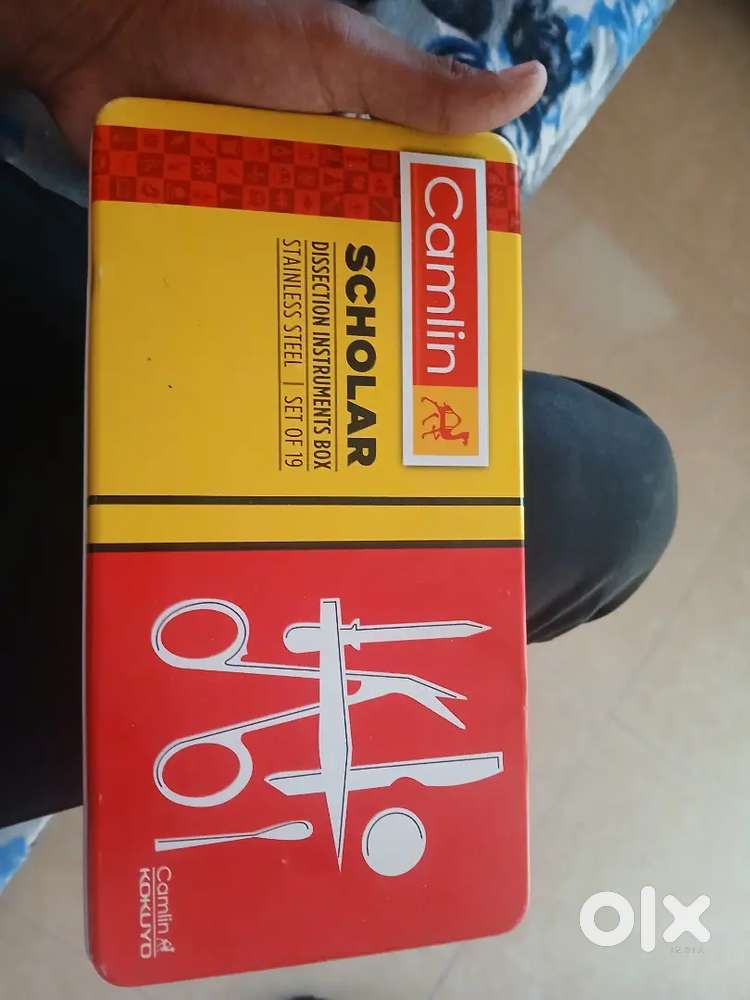 Camlin
SCHOLAR
DISSECTION INSTRUMENTS BOX
STAINLESS STEEL | SET OF 19
Camlin
KOKUYO
olx